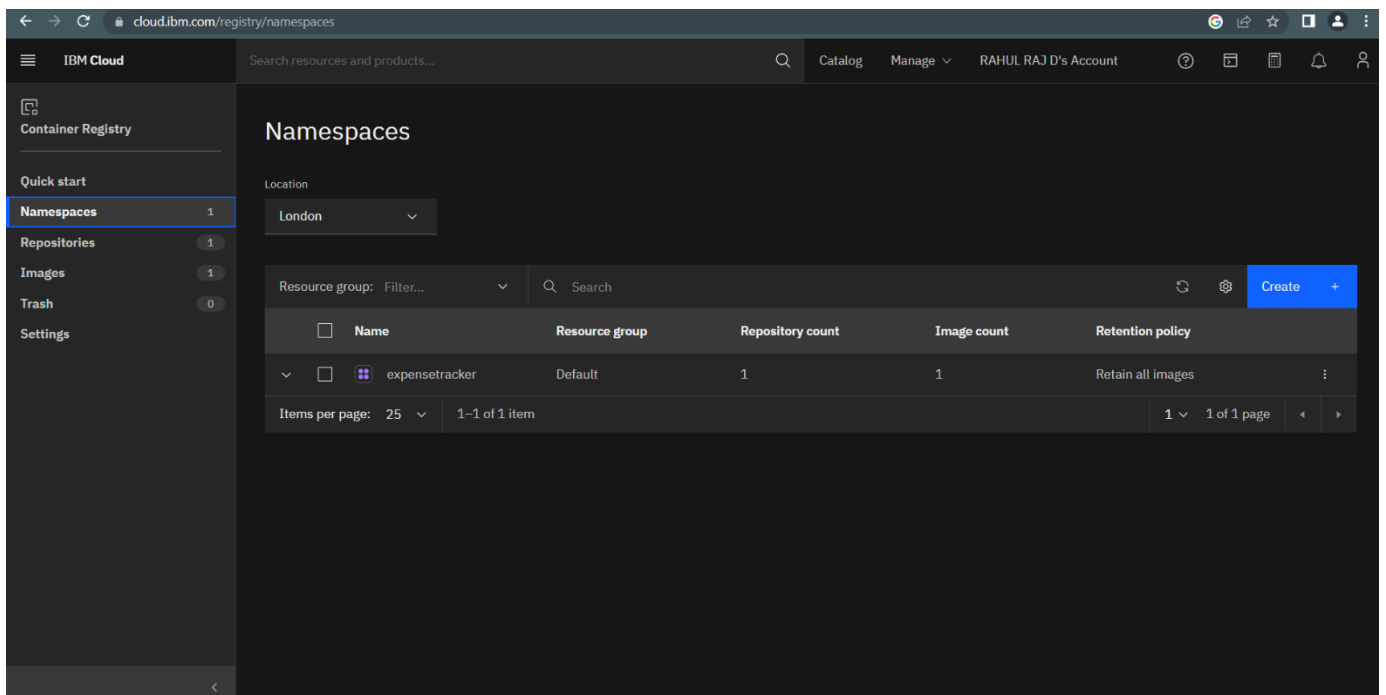 cloud.ibm.com/registry/namespaces
IBM Cloud
Search resources and products...
Catalog
Manage
RAHUL RAJ D's Account
Container Registry
Quick start
Namespaces 1
Repositories 1
Images 1
Trash 0
Settings
Namespaces
Location
London
Resource group: Filter...
Search
Create +
Name Resource group Repository count Image count Retention policy
expensetracker Default 1 1 Retain all images
Items per page: 25 1–1 of 1 item 1 1 of 1 page